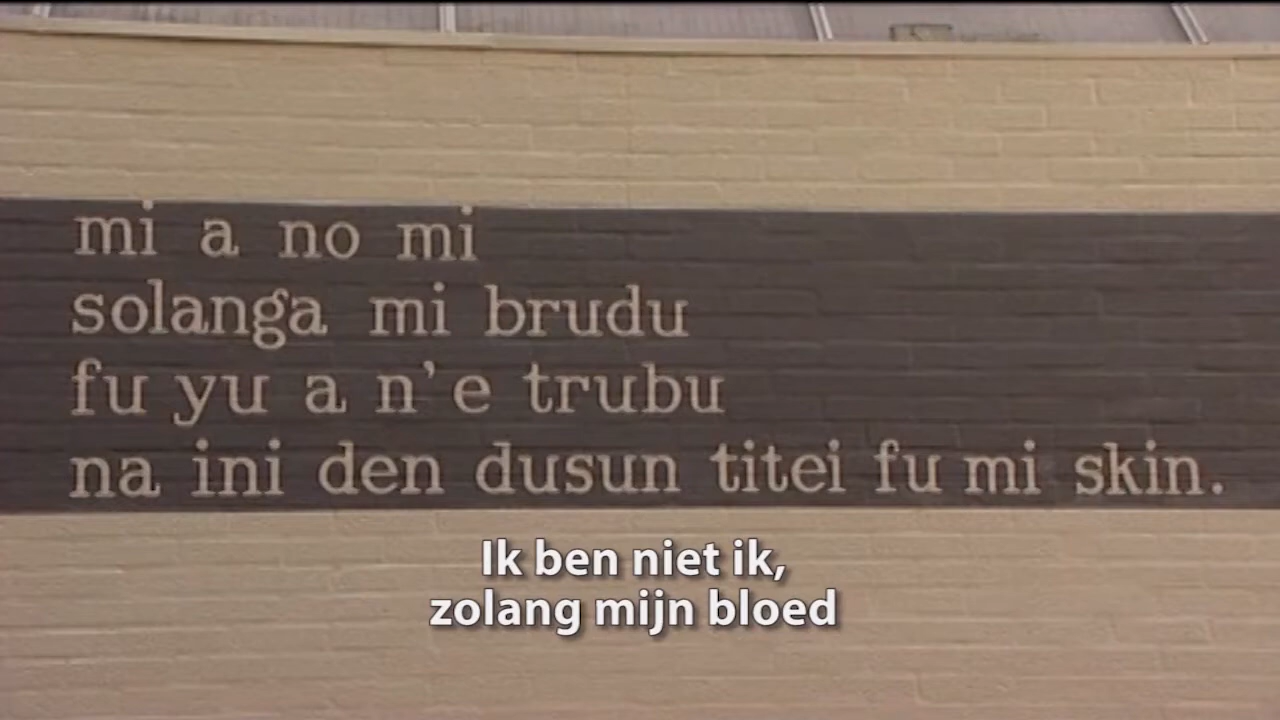 mi a no mi
solanga mi brudu
fu yu a n'e trubu
na ini den dusun titei fu mi skin.
Ik ben niet ik,
zolang mijn bloed